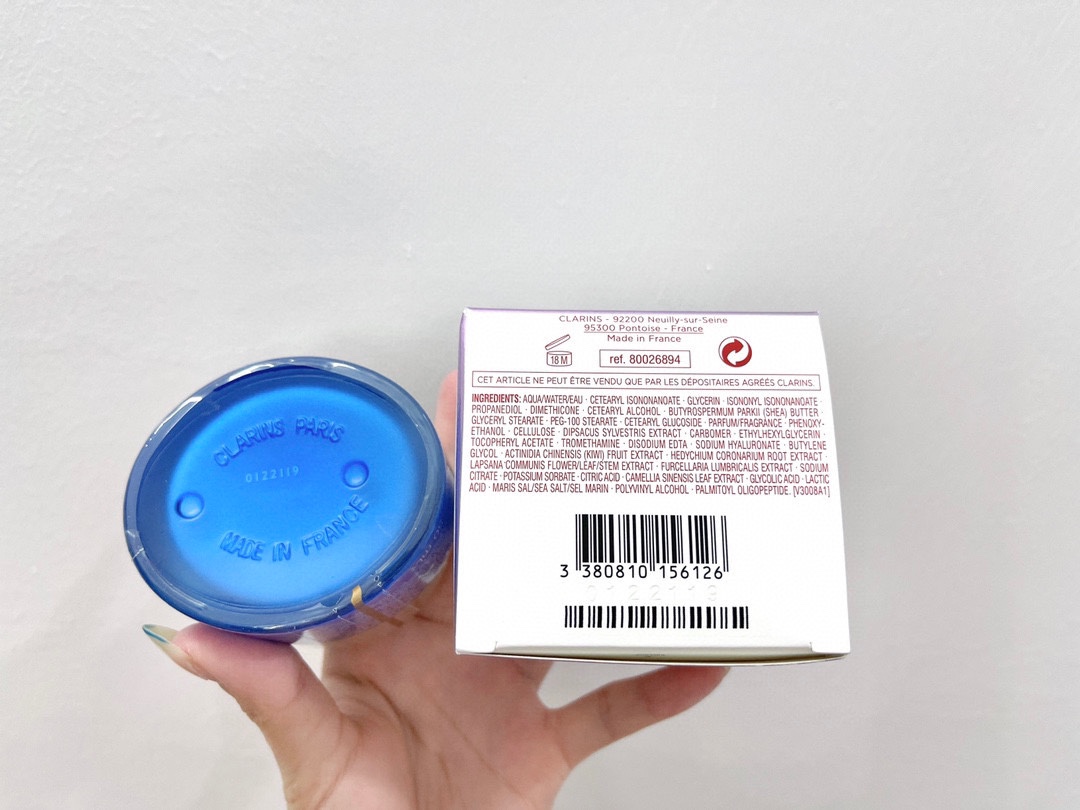 CLARINS PARIS
0122119
MADE IN FRANCE
CLARINS - 92200 Neuilly-sur-Seine
95300 Pontoise - France
Made in France
18 M
ref. 80026894
CET ARTICLE NE PEUT ÊTRE VENDU QUE PAR LES DÉPOSITAIRES AGRÉÉS CLARINS.
INGREDIENTS: AQUA/WATER/EAU · CETEARYL ISONONANOATE · GLYCERIN · ISONONYL ISONONANOATE ·
PROPANEDIOL · DIMETHICONE · CETEARYL ALCOHOL · BUTYROSPERMUM PARKII (SHEA) BUTTER ·
GLYCERYL STEARATE · PEG-100 STEARATE · CETEARYL GLUCOSIDE · PARFUM/FRAGRANCE · PHENOXY-
ETHANOL · CELLULOSE · DIPSACUS SYLVESTRIS EXTRACT · CARBOMER · ETHYLHEXYLGLYCERIN ·
TOCOPHERYL ACETATE · TROMETHAMINE · DISODIUM EDTA · SODIUM HYALURONATE · BUTYLENE
GLYCOL · ACTINIDIA CHINENSIS (KIWI) FRUIT EXTRACT · HEDYCHIUM CORONARIUM ROOT EXTRACT ·
LAPSANA COMMUNIS FLOWER/LEAF/STEM EXTRACT · FURCELLARIA LUMBRICALIS EXTRACT · SODIUM
CITRATE · POTASSIUM SORBATE · CITRIC ACID · CAMELLIA SINENSIS LEAF EXTRACT · GLYCOLIC ACID · LACTIC
ACID · MARIS SAL/SEA SALT/SEL MARIN · POLYVINYL ALCOHOL · PALMITOYL OLIGOPEPTIDE. [V3008A1]
3 380810 156126
0122119